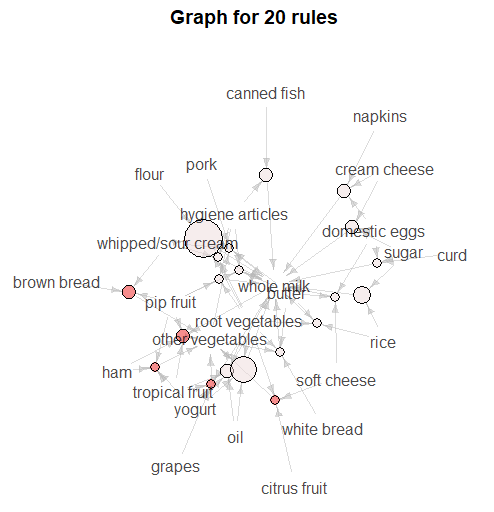 Graph for 20 rules
canned fish
napkins
pork
cream cheese
flour
hygiene articles
domestic eggs
whipped/sour cream
sugar
curd
brown bread
whole milk
butter
pip fruit
root vegetables
other vegetables
rice
ham
soft cheese
tropical fruit
yogurt
white bread
oil
grapes
citrus fruit